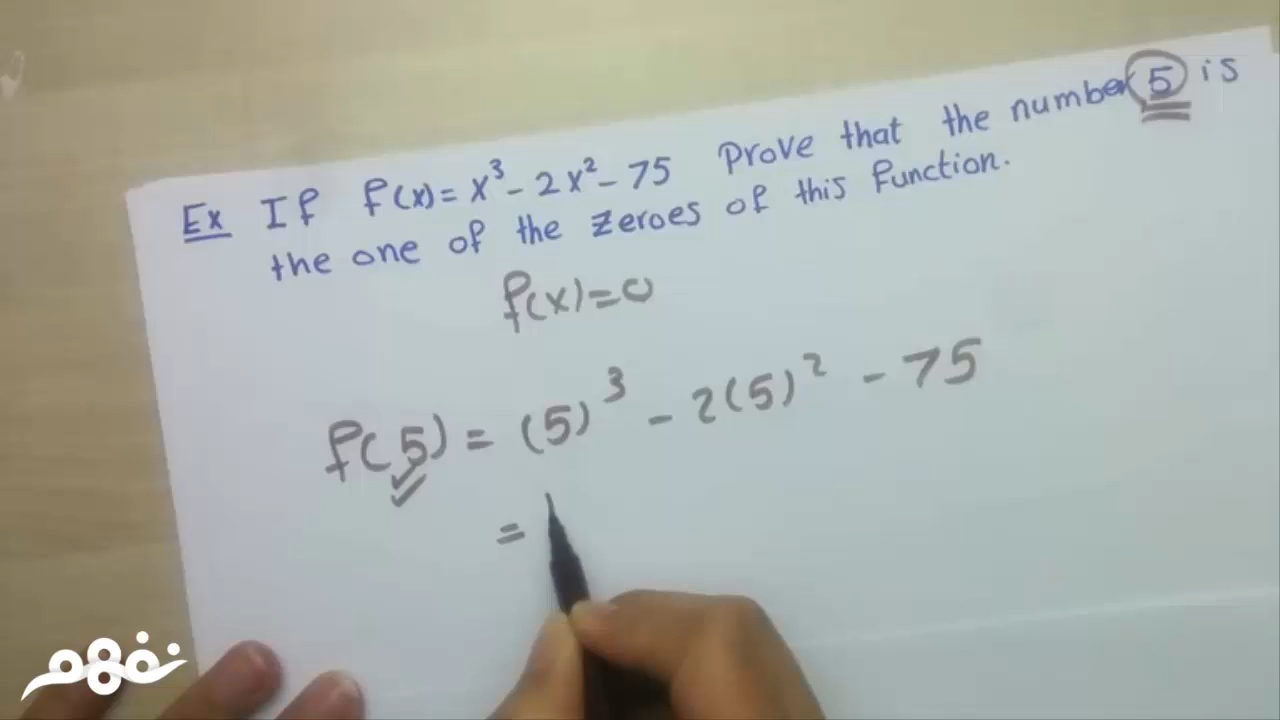 Ex If f(x) = x³ - 2x² - 75 Prove that the number 5 is
the one of the zeroes of this function.
f(x) = 0
f(5) = (5)³ - 2(5)² - 75
=
نفهم